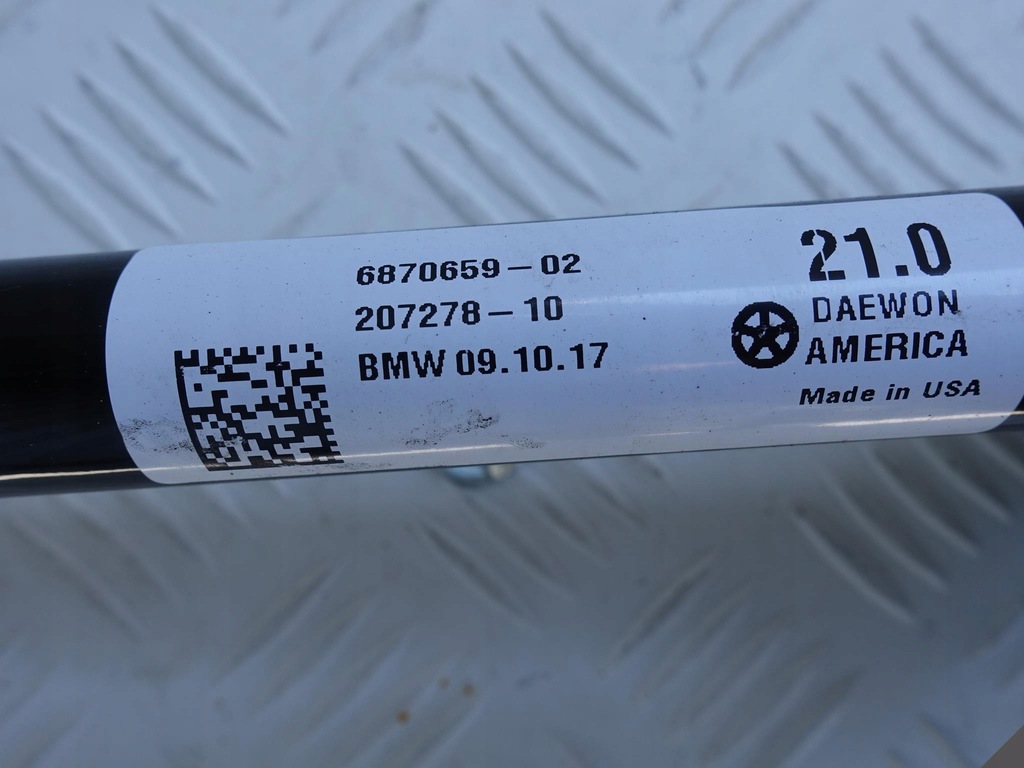 6870659-02
207278-10
BMW 09.10.17
21.0
DAEWON
AMERICA
Made in USA